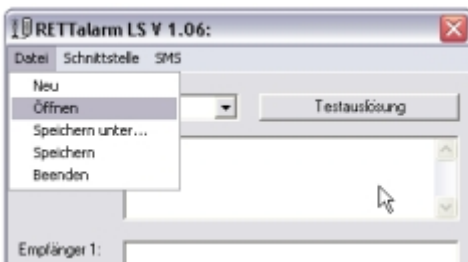 RETTalarm LS V 1.06:
Datei Schnittstelle SMS
Neu
Öffnen
Speichern unter...
Speichern
Beenden
Testauslösung
Empfänger 1: